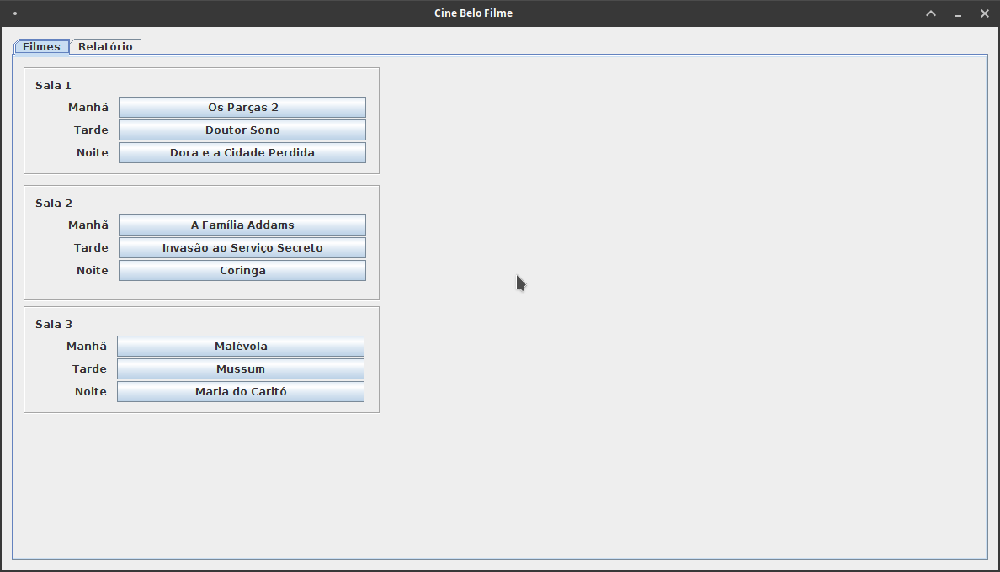 Cine Belo Filme
Filmes Relatório
Sala 1
Manhã Os Parças 2
Tarde Doutor Sono
Noite Dora e a Cidade Perdida
Sala 2
Manhã A Família Addams
Tarde Invasão ao Serviço Secreto
Noite Coringa
Sala 3
Manhã Malévola
Tarde Mussum
Noite Maria do Caritó